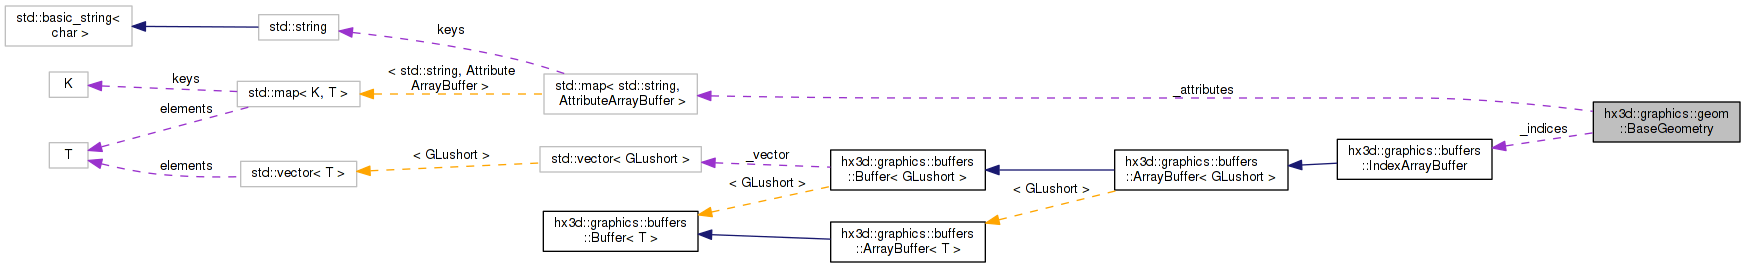 std::basic_string<
char >
std::string
keys
K
keys
std::map< K, T >
< std::string, Attribute
ArrayBuffer >
std::map< std::string,
AttributeArrayBuffer >
_attributes
hx3d::graphics::geom
::BaseGeometry
elements
T
elements
std::vector< T >
< GLushort >
std::vector< GLushort >
_vector
hx3d::graphics::buffers
::Buffer< GLushort >
hx3d::graphics::buffers
::ArrayBuffer< GLushort >
hx3d::graphics::buffers
::IndexArrayBuffer
_indices
< GLushort >
< GLushort >
hx3d::graphics::buffers
::Buffer< T >
hx3d::graphics::buffers
::ArrayBuffer< T >